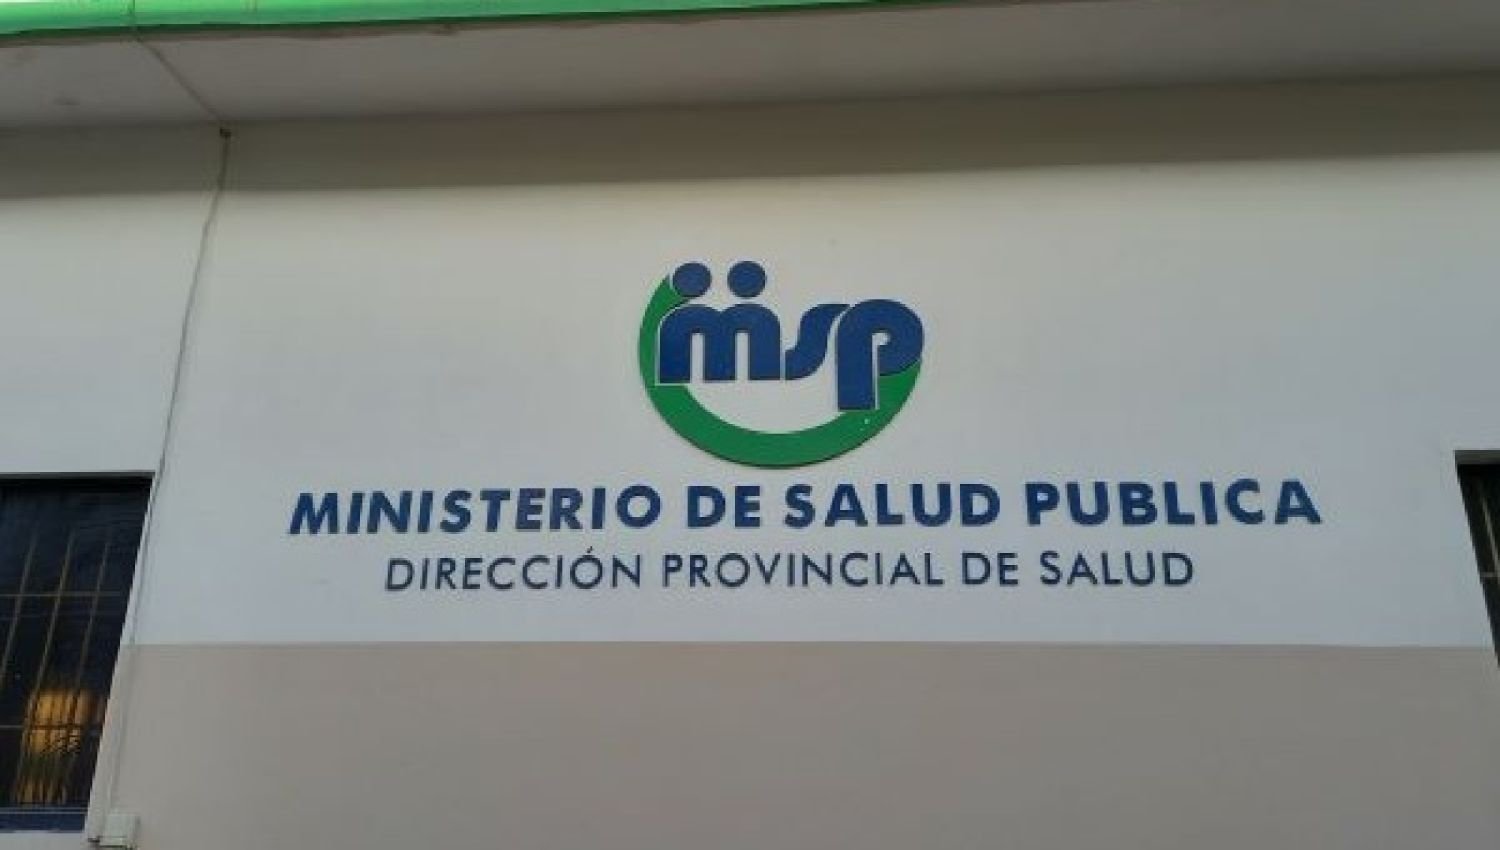 msp
MINISTERIO DE SALUD PUBLICA
DIRECCIÓN PROVINCIAL DE SALUD